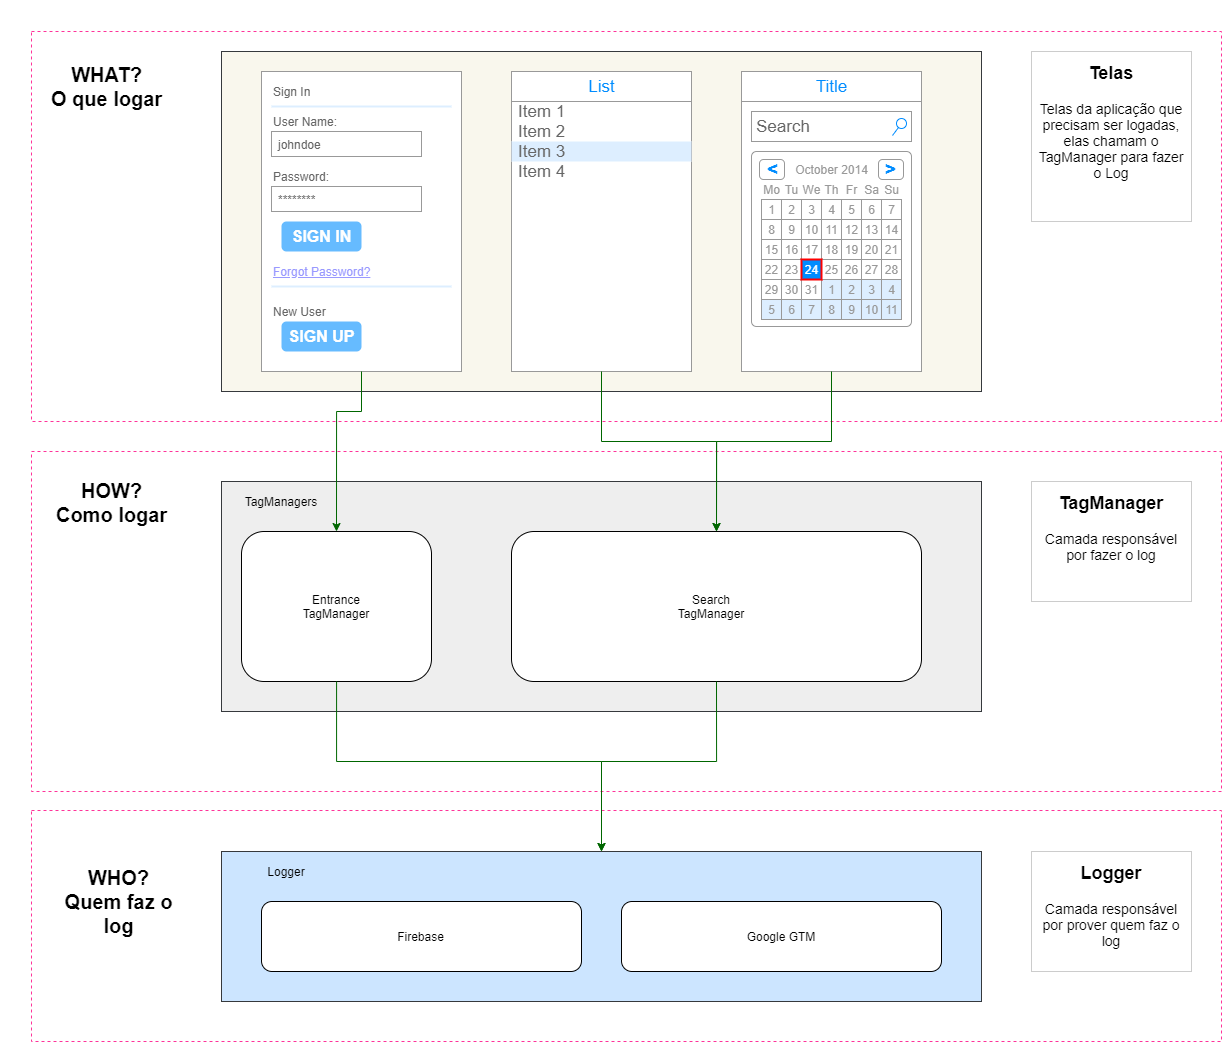 WHAT?
O que logar
Sign In
User Name:
johndoe
Password:
********
SIGN IN
Forgot Password?
New User
SIGN UP
List
Item 1
Item 2
Item 3
Item 4
Title
Search
< October 2014 >
Mo Tu We Th Fr Sa Su
1 2 3 4 5 6 7
8 9 10 11 12 13 14
15 16 17 18 19 20 21
22 23 24 25 26 27 28
29 30 31 1 2 3 4
5 6 7 8 9 10 11
Telas
Telas da aplicação que
precisam ser logadas,
elas chamam o
TagManager para fazer
o Log
HOW?
Como logar
TagManagers
Entrance
TagManager
Search
TagManager
TagManager
Camada responsável
por fazer o log
WHO?
Quem faz o
log
Logger
Firebase
Google GTM
Logger
Camada responsável
por prover quem faz o
log